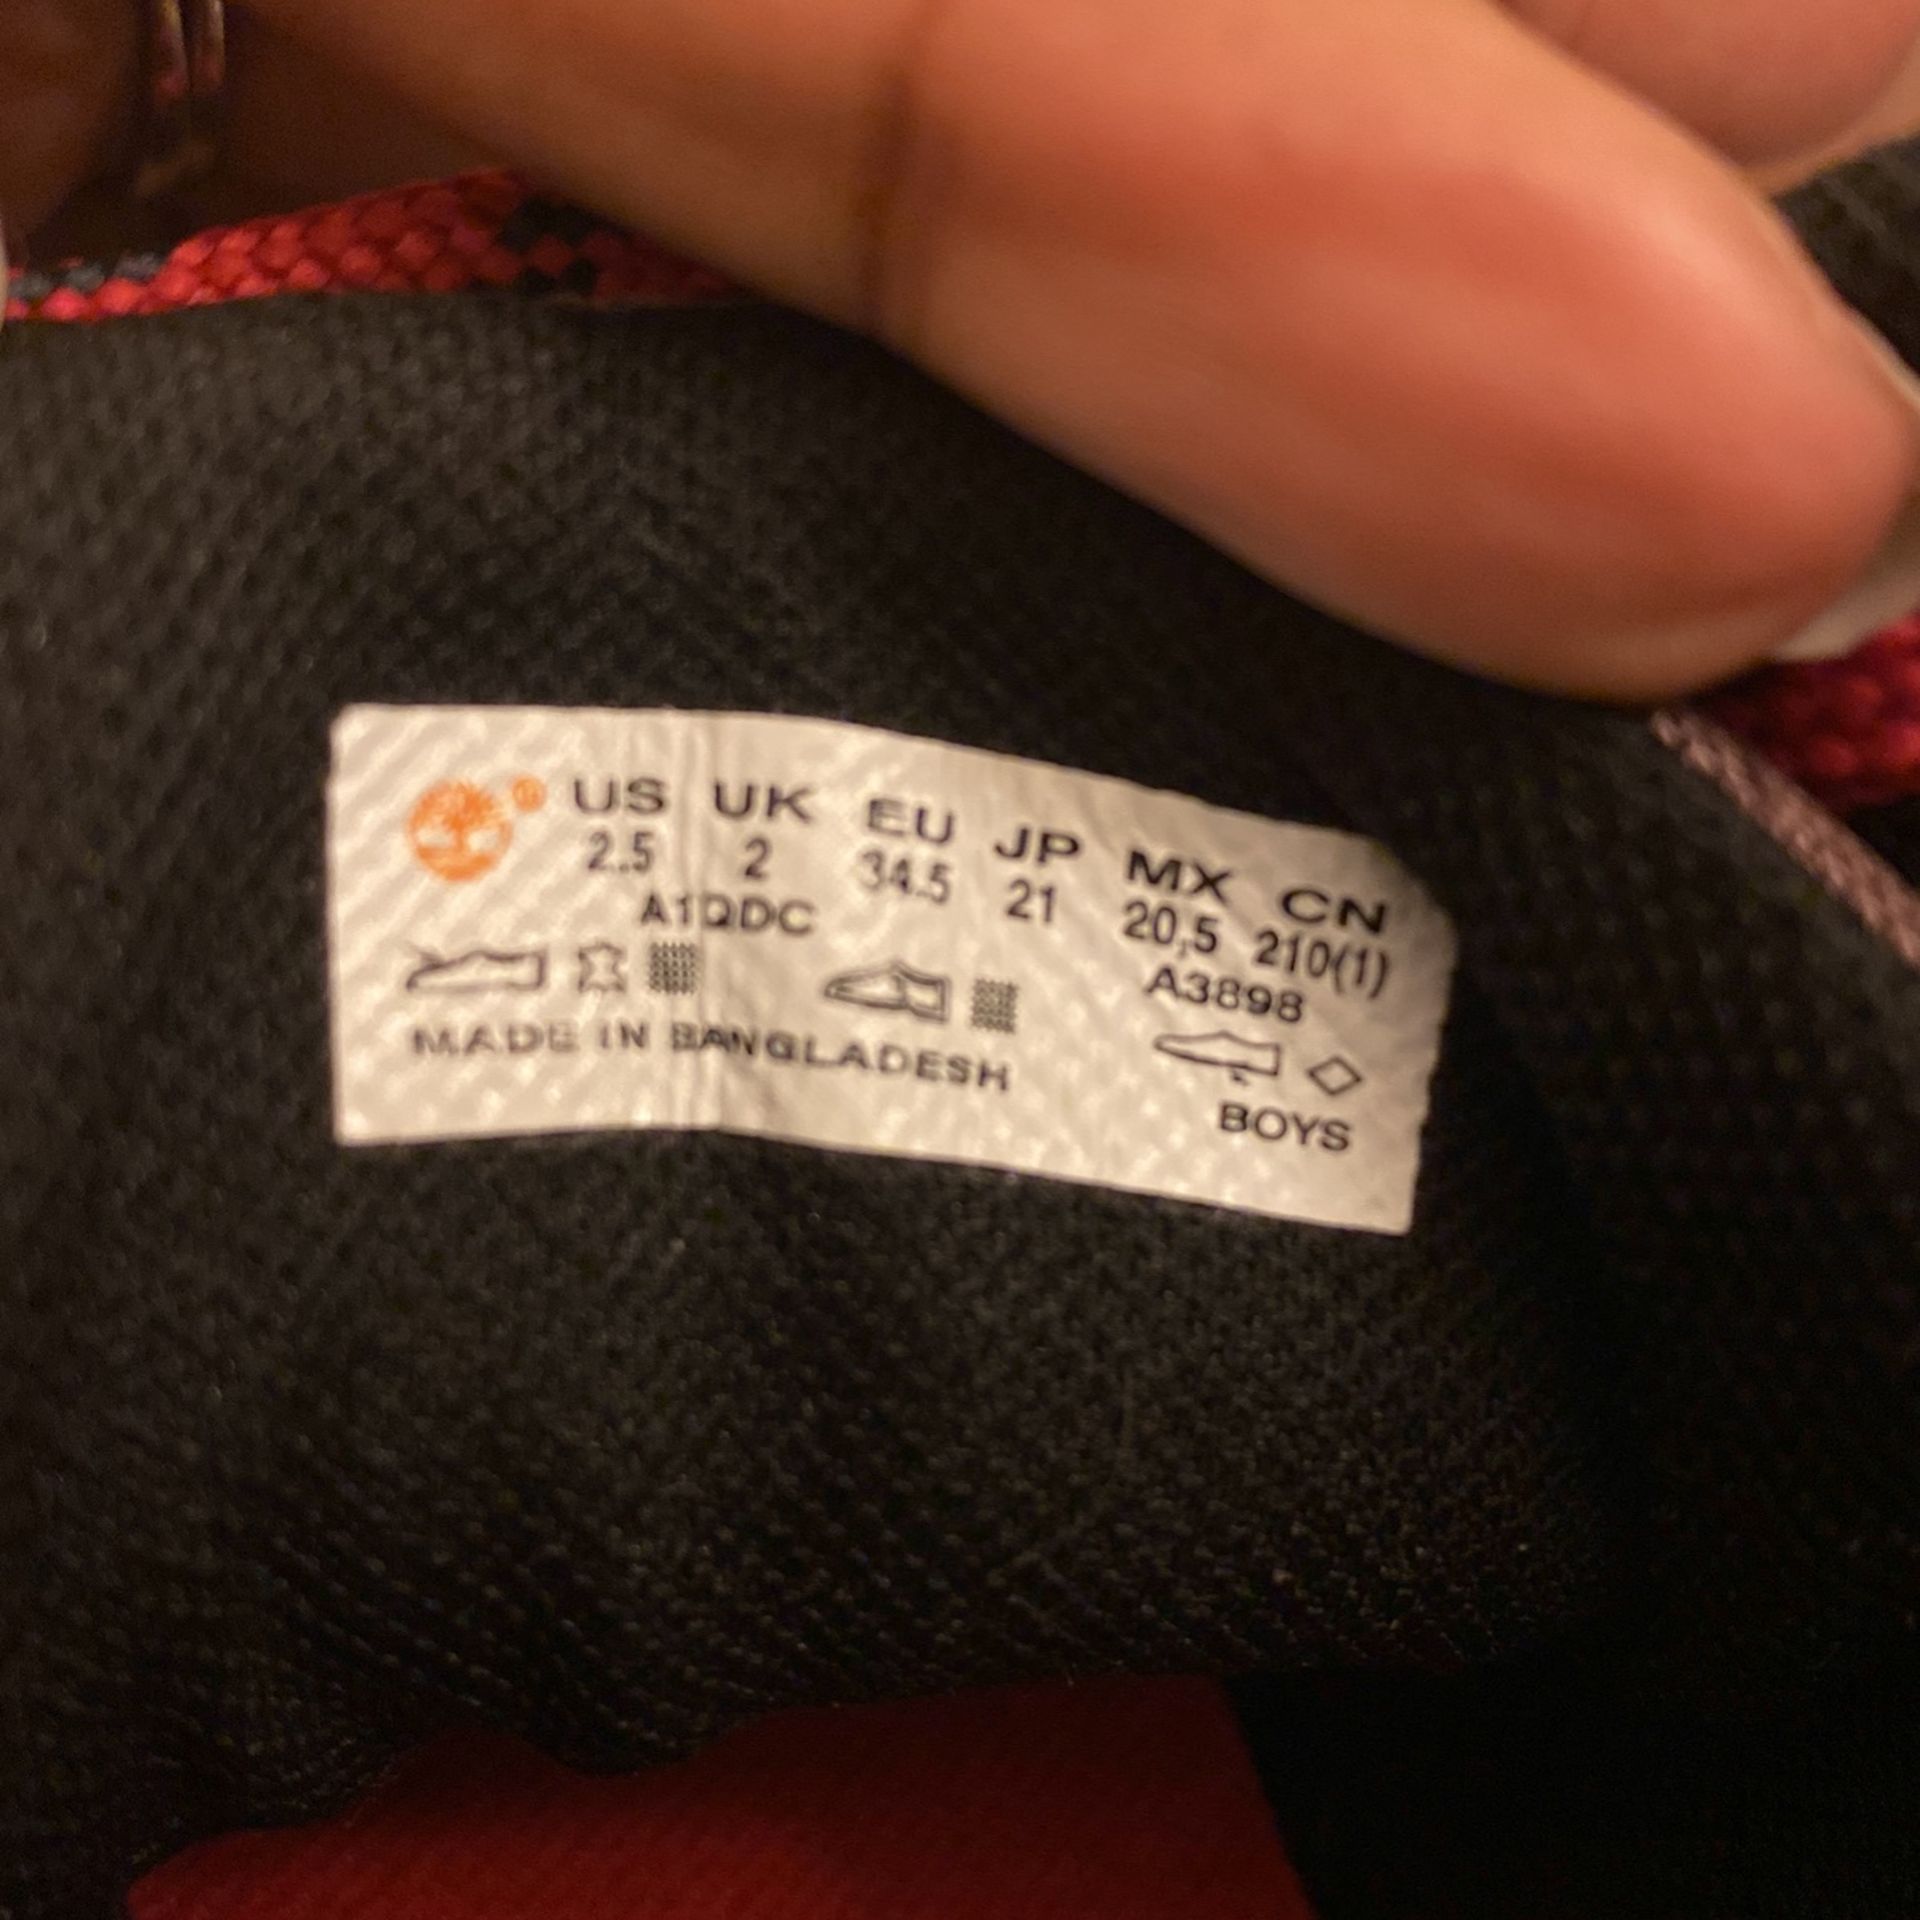 ® US UK EU JP MX CN
2.5 2 34.5 21 20,5 210(1)
A1QDC A3898
MADE IN BANGLADESH
BOYS